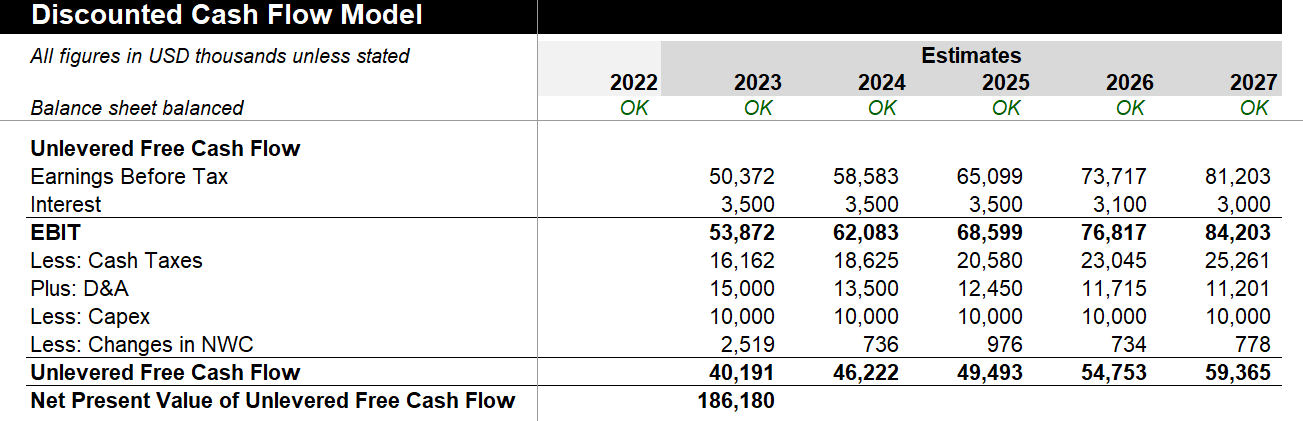 Discounted Cash Flow Model
All figures in USD thousands unless stated Estimates
2022 2023 2024 2025 2026 2027
Balance sheet balanced OK OK OK OK OK OK
Unlevered Free Cash Flow
Earnings Before Tax 50,372 58,583 65,099 73,717 81,203
Interest 3,500 3,500 3,500 3,100 3,000
EBIT 53,872 62,083 68,599 76,817 84,203
Less: Cash Taxes 16,162 18,625 20,580 23,045 25,261
Plus: D&A 15,000 13,500 12,450 11,715 11,201
Less: Capex 10,000 10,000 10,000 10,000 10,000
Less: Changes in NWC 2,519 736 976 734 778
Unlevered Free Cash Flow 40,191 46,222 49,493 54,753 59,365
Net Present Value of Unlevered Free Cash Flow 186,180